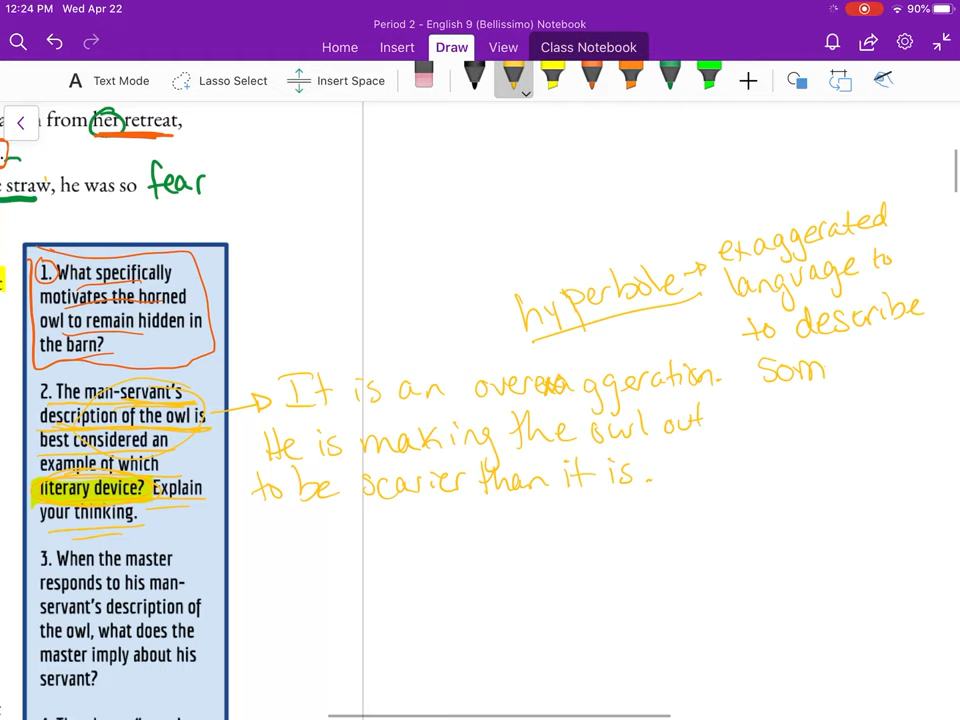 12:24 PM Wed Apr 22
90%
Period 2 - English 9 (Bellissimo) Notebook
Home Insert Draw View Class Notebook
Text Mode Lasso Select Insert Space
from her retreat,
straw, he was so fear
1. What specifically
motivates the horned
owl to remain hidden in
the barn?
2. The man-servant's
description of the owl is
best considered an
example of which
literary device? Explain
your thinking.
3. When the master
responds to his man-
servant's description of
the owl, what does the
master imply about his
servant?
hyperbole → exaggerated
language to
to describe
som
It is an overexaggeration.
He is making the owl out
to be scarier than it is.